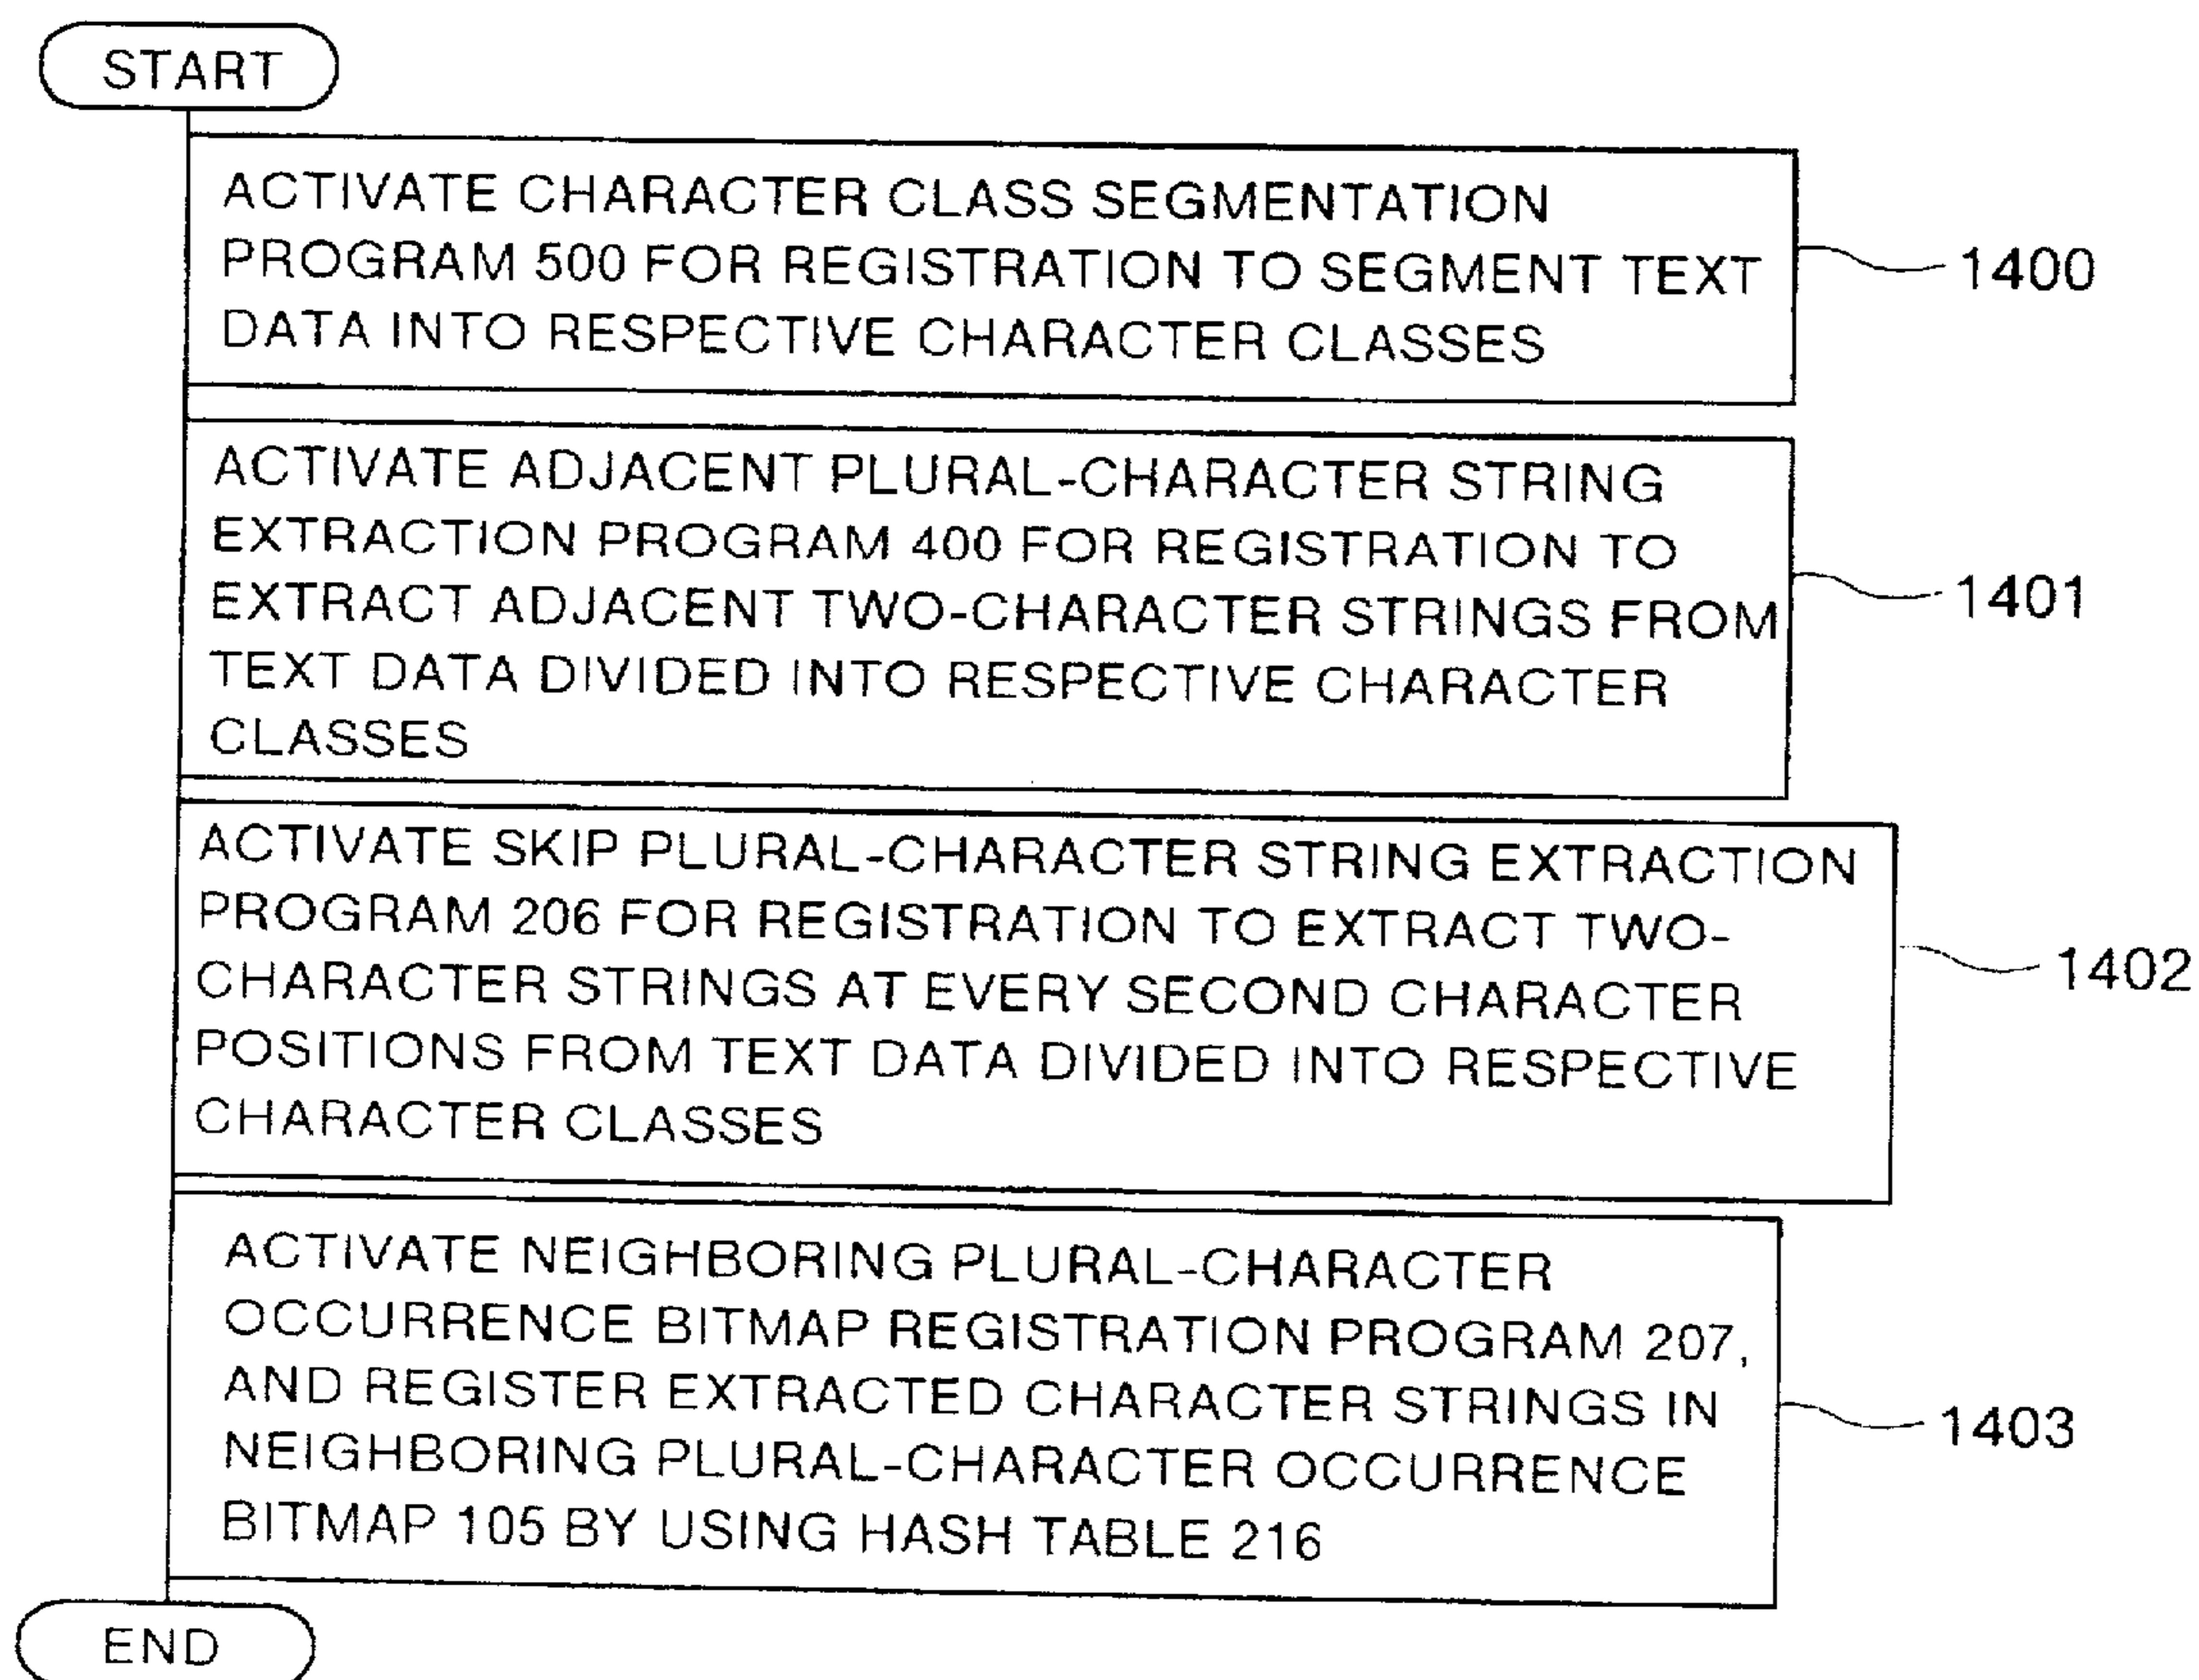 START
ACTIVATE CHARACTER CLASS SEGMENTATION
PROGRAM 500 FOR REGISTRATION TO SEGMENT TEXT
DATA INTO RESPECTIVE CHARACTER CLASSES
1400
ACTIVATE ADJACENT PLURAL-CHARACTER STRING
EXTRACTION PROGRAM 400 FOR REGISTRATION TO
EXTRACT ADJACENT TWO-CHARACTER STRINGS FROM
TEXT DATA DIVIDED INTO RESPECTIVE CHARACTER
CLASSES
1401
ACTIVATE SKIP PLURAL-CHARACTER STRING EXTRACTION
PROGRAM 206 FOR REGISTRATION TO EXTRACT TWO-
CHARACTER STRINGS AT EVERY SECOND CHARACTER
POSITIONS FROM TEXT DATA DIVIDED INTO RESPECTIVE
CHARACTER CLASSES
1402
ACTIVATE NEIGHBORING PLURAL-CHARACTER
OCCURRENCE BITMAP REGISTRATION PROGRAM 207,
AND REGISTER EXTRACTED CHARACTER STRINGS IN
NEIGHBORING PLURAL-CHARACTER OCCURRENCE
BITMAP 105 BY USING HASH TABLE 216
1403
END